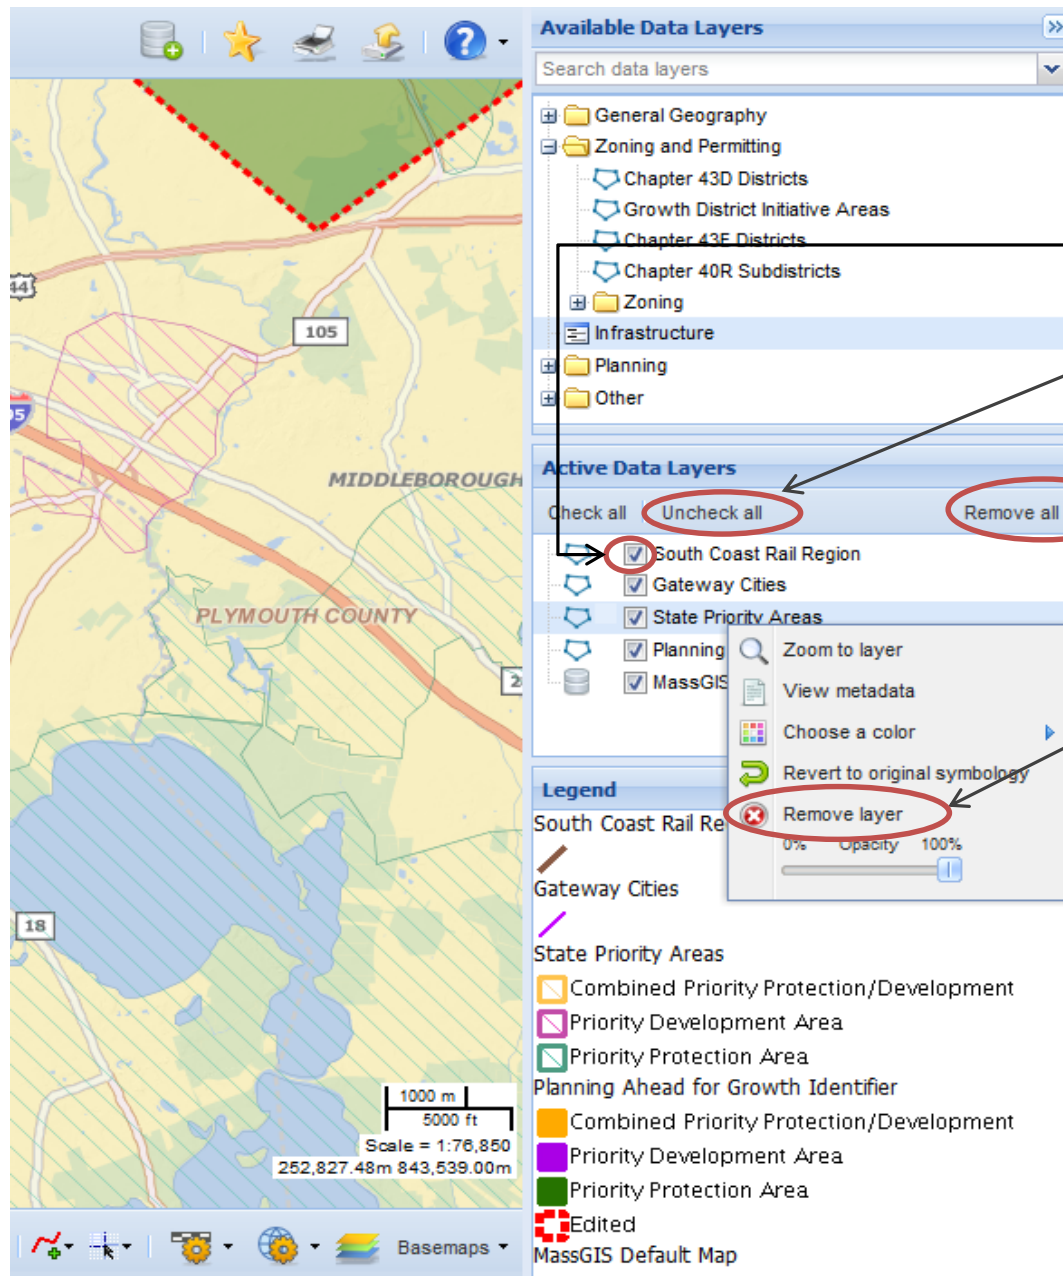 Available Data Layers
Search data layers
General Geography
Zoning and Permitting
Chapter 43D Districts
Growth District Initiative Areas
Chapter 43E Districts
Chapter 40R Subdistricts
Zoning
Infrastructure
Planning
Other
44
105
MIDDLEBOROUGH
PLYMOUTH COUNTY
18
1000 m
5000 ft
Scale = 1:76,850
252,827.48m 843,539.00m
Basemaps
Active Data Layers
Check all
Uncheck all
Remove all
South Coast Rail Region
Gateway Cities
State Priority Areas
Planning
MassGIS
Zoom to layer
View metadata
Choose a color
Revert to original symbology
Remove layer
0% Opacity 100%
Legend
South Coast Rail Re
Gateway Cities
State Priority Areas
Combined Priority Protection/Development
Priority Development Area
Priority Protection Area
Planning Ahead for Growth Identifier
Combined Priority Protection/Development
Priority Development Area
Priority Protection Area
Edited
MassGIS Default Map